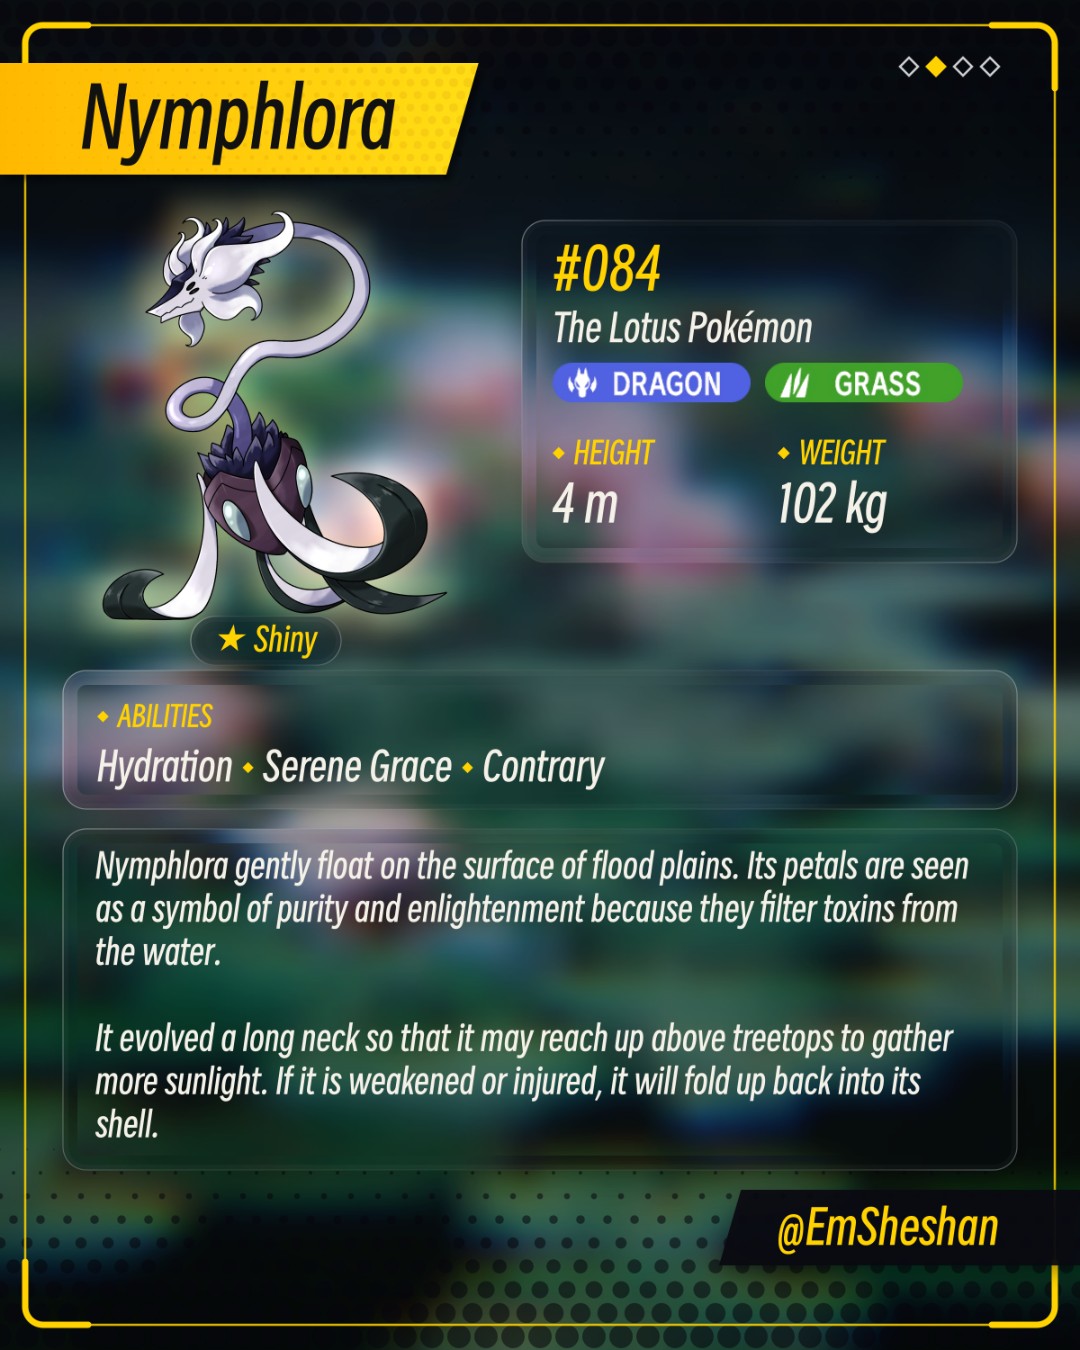 Nymphlora
#084
The Lotus Pokémon
DRAGON GRASS
HEIGHT WEIGHT
4 m 102 kg
★ Shiny
ABILITIES
Hydration • Serene Grace • Contrary
Nymphlora gently float on the surface of flood plains. Its petals are seen
as a symbol of purity and enlightenment because they filter toxins from
the water.
It evolved a long neck so that it may reach up above treetops to gather
more sunlight. If it is weakened or injured, it will fold up back into its
shell.
@EmSheshan